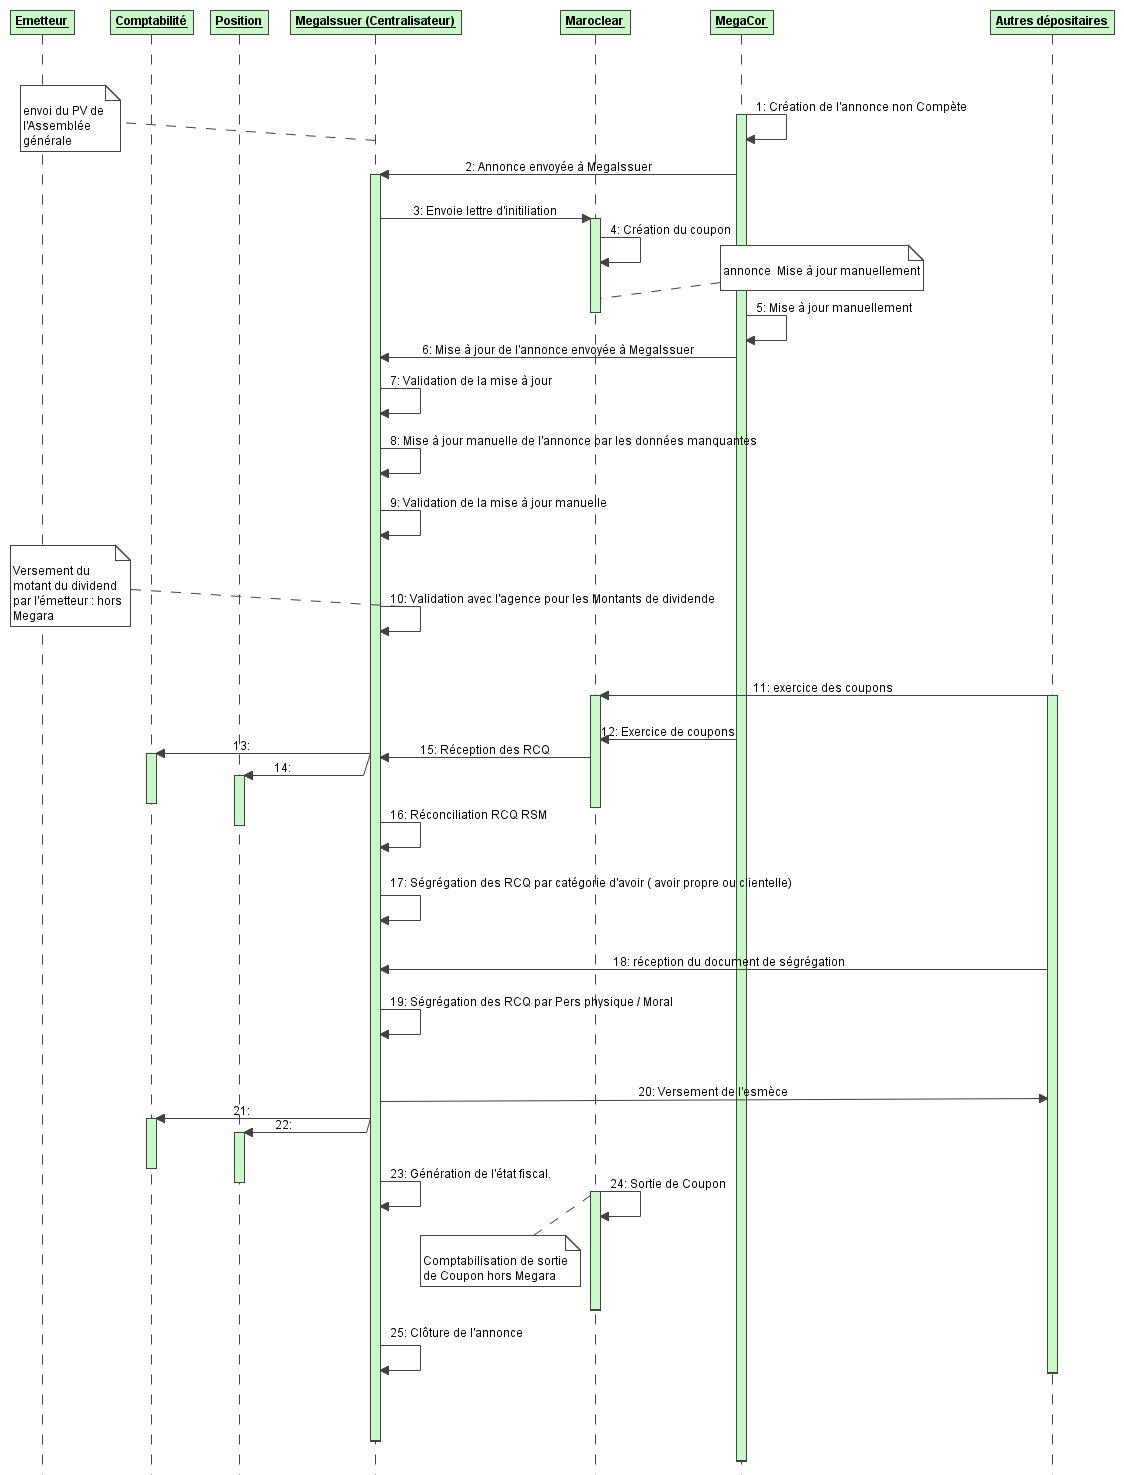 Emetteur
Comptabilité
Position
MegaIssuer (Centralisateur)
Maroclear
MegaCor
Autres dépositaires
envoi du PV de
l'Assemblée
générale
1: Création de l'annonce non Compète
2: Annonce envoyée à MegaIssuer
3: Envoie lettre d'initiliation
4: Création du coupon
annonce Mise à jour manuellement
5: Mise à jour manuellement
6: Mise à jour de l'annonce envoyée à MegaIssuer
7: Validation de la mise à jour
8: Mise à jour manuelle de l'annonce par les données manquantes
9: Validation de la mise à jour manuelle
Versement du
motant du dividend
par l'émetteur : hors
Megara
10: Validation avec l'agence pour les Montants de dividende
11: exercice des coupons
12: Exercice de coupons
13:
15: Réception des RCQ
14:
16: Réconciliation RCQ RSM
17: Ségrégation des RCQ par catégorie d'avoir ( avoir propre ou clientelle)
18: réception du document de ségrégation
19: Ségrégation des RCQ par Pers physique / Moral
20: Versement de l'esmèce
21:
22:
23: Génération de l'état fiscal.
24: Sortie de Coupon
Comptabilisation de sortie
de Coupon hors Megara
25: Clôture de l'annonce